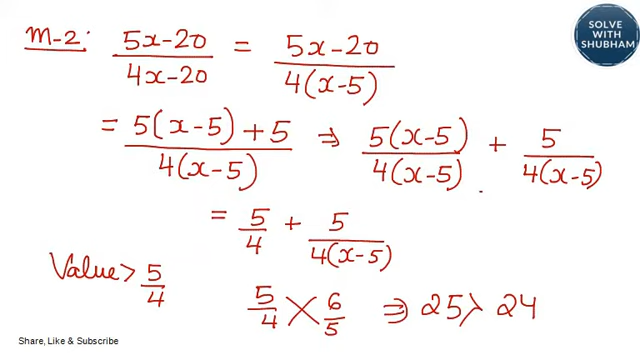 M-2: (5x-20)/(4x-20) = (5x-20)/(4(x-5))
SOLVE WITH SHUBHAM
= (5(x-5)+5)/(4(x-5)) ⇒ (5(x-5))/(4(x-5)) + 5/(4(x-5))
= 5/4 + 5/(4(x-5))
Value > 5/4
5/4 ╳ 6/5 ⇒ 25 > 24
Share, Like & Subscribe